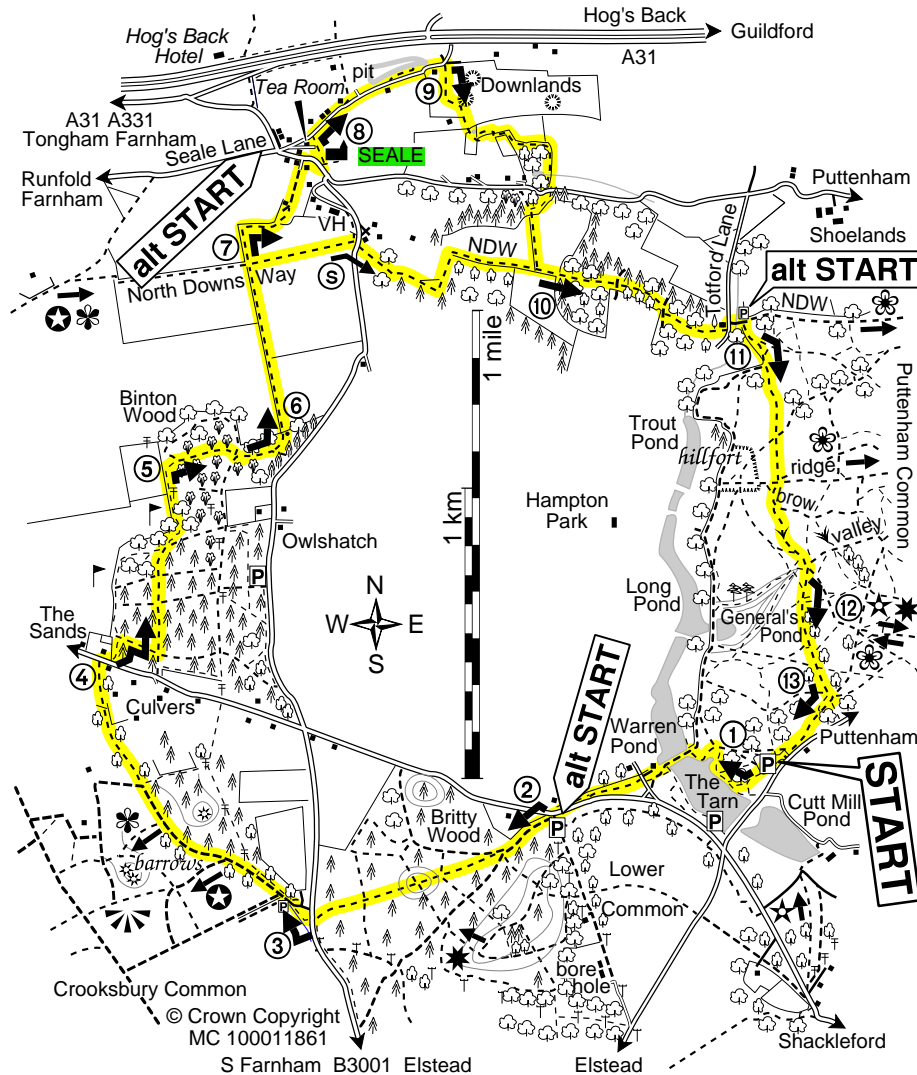 Hog's Back
Guildford
A31
Hog's Back
Hotel
pit
Tea Room
9
Downlands
A31 A331
Tongham Farnham
8
SEALE
Seale Lane
Runfold
Farnham
alt START
Puttenham
Shoelands
VH
7
NDW
S
North Downs Way
10
Totford Lane
alt START
P
NDW
11
1 mile
Puttenham Common
Binton
Wood
6
5
Trout
Pond
hillfort
ridge
brow
valley
1 km
Hampton
Park
Owlshatch
P
N
W E
S
Long
Pond
General's
Pond
12
The
Sands
4
Culvers
13
alt START
Warren
Pond
1
Puttenham
P
START
The
Tarn
P
Cutt Mill
Pond
2
P
Britty
Wood
Lower
Common
barrows
P
3
bore
hole
Crooksbury Common
© Crown Copyright
MC 100011861
S Farnham B3001 Elstead
Elstead
Shackleford